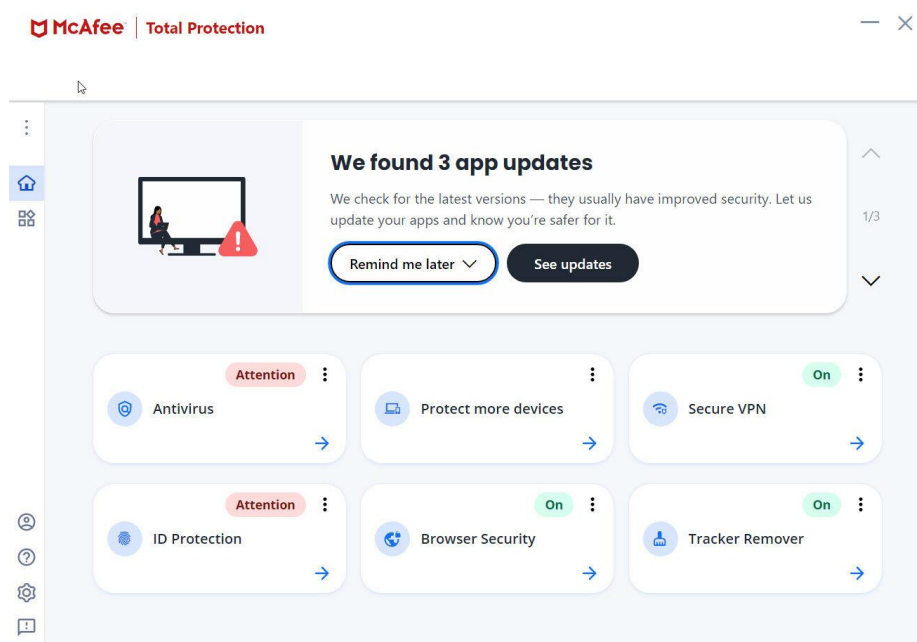 McAfee | Total Protection
We found 3 app updates
We check for the latest versions — they usually have improved security. Let us
update your apps and know you’re safer for it.
Remind me later
See updates
1/3
Attention
Antivirus
Protect more devices
On
Secure VPN
Attention
ID Protection
On
Browser Security
On
Tracker Remover